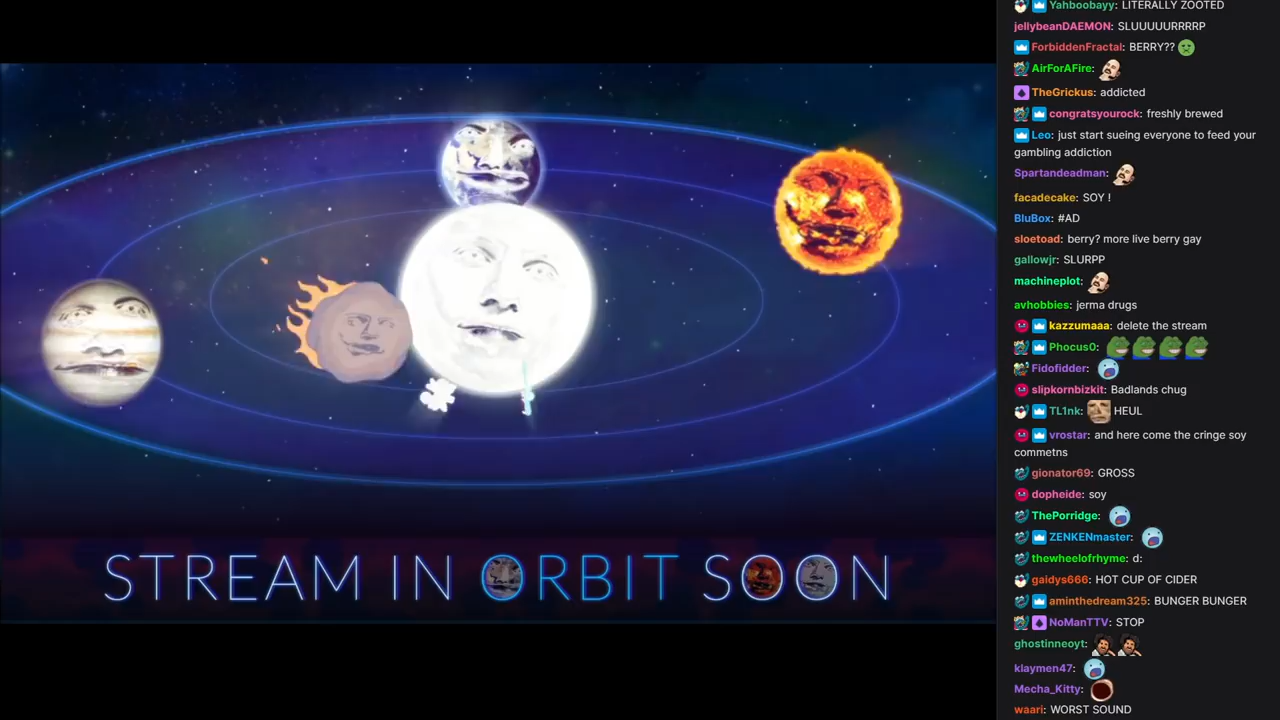 STREAM IN ORBIT SOON
Yahboobayy: LITERALLY ZOOTED
jellybeanDAEMON: SLUUUUURRRRP
ForbiddenFractal: BERRY??
AirForAFire:
TheGrickus: addicted
congratsyourock: freshly brewed
Leo: just start sueing everyone to feed your
gambling addiction
Spartandeadman:
facadecake: SOY !
BluBox: #AD
sloetoad: berry? more live berry gay
gallowjr: SLURPP
machineplot:
avhobbies: jerma drugs
kazzumaaa: delete the stream
Phocus0:
Fidofidder:
slipkornbizkit: Badlands chug
TL1nk: HEUL
vrostar: and here come the cringe soy
commetns
gionator69: GROSS
dopheide: soy
ThePorridge:
ZENKENmaster:
thewheelofrhyme: d:
gaidys666: HOT CUP OF CIDER
aminthedream325: BUNGER BUNGER
NoManTTV: STOP
ghostinneoyt:
klaymen47:
Mecha_Kitty:
waari: WORST SOUND